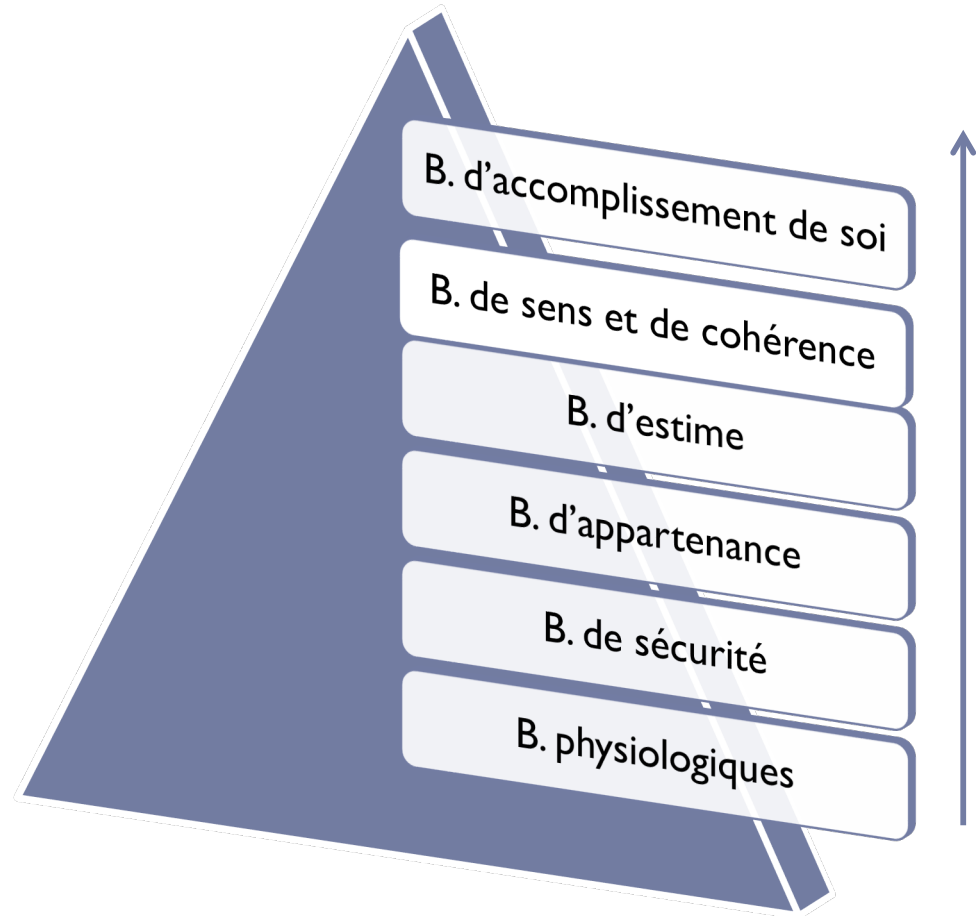 B. d’accomplissement de soi
B. de sens et de cohérence
B. d’estime
B. d’appartenance
B. de sécurité
B. physiologiques